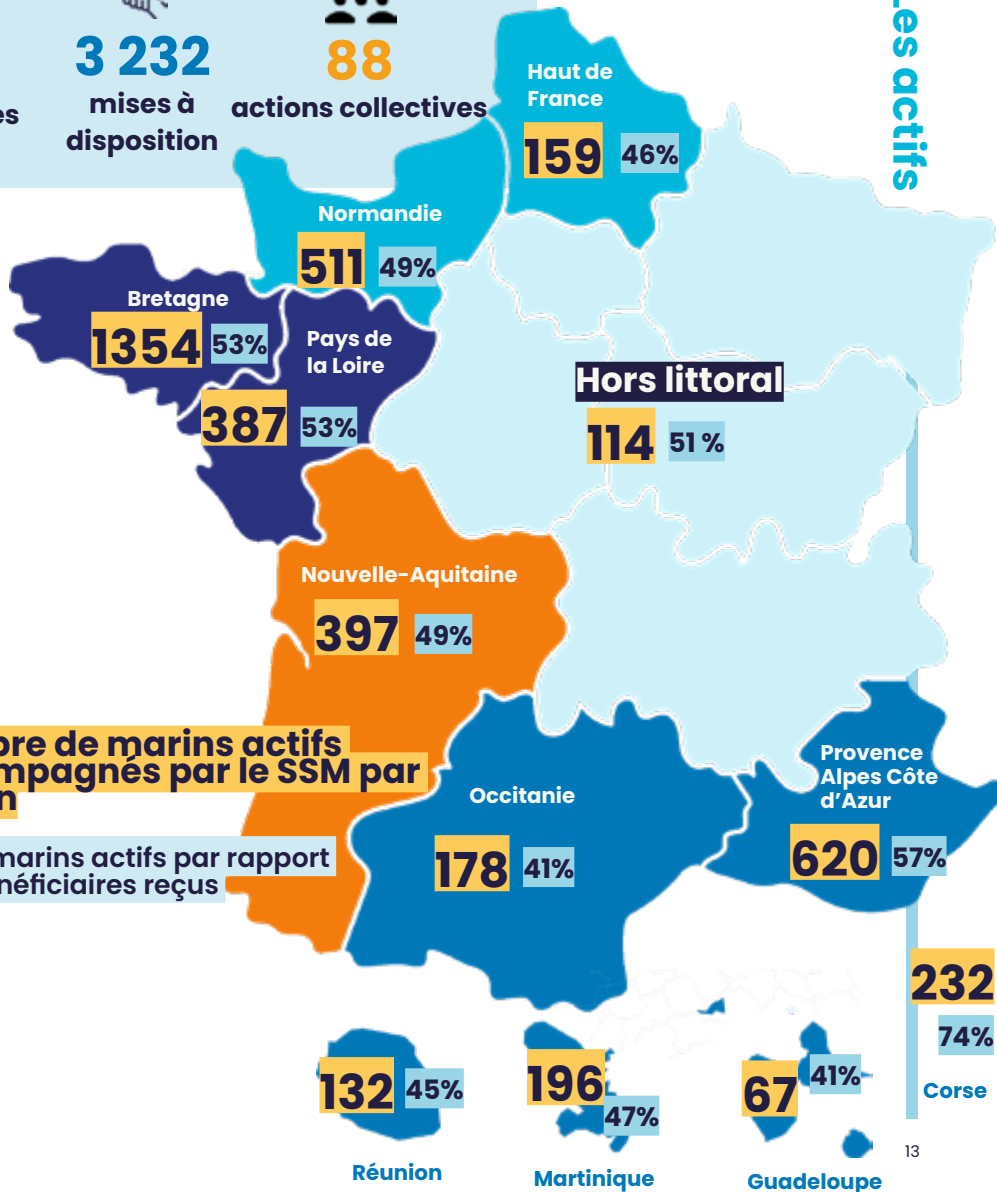 es
3 232
mises à
disposition
88
actions collectives
Les actifs
Haut de
France
159 46%
Normandie
511 49%
Bretagne
1354 53%
Pays de
la Loire
387 53%
Hors littoral
114 51 %
Nouvelle-Aquitaine
397 49%
bre de marins actifs
mpagnés par le SSM par
n
marins actifs par rapport
néficiaires reçus
Occitanie
178 41%
Provence
Alpes Côte
d'Azur
620 57%
232
74%
Corse
132 45%
Réunion
196
47%
Martinique
67 41%
Guadeloupe
13